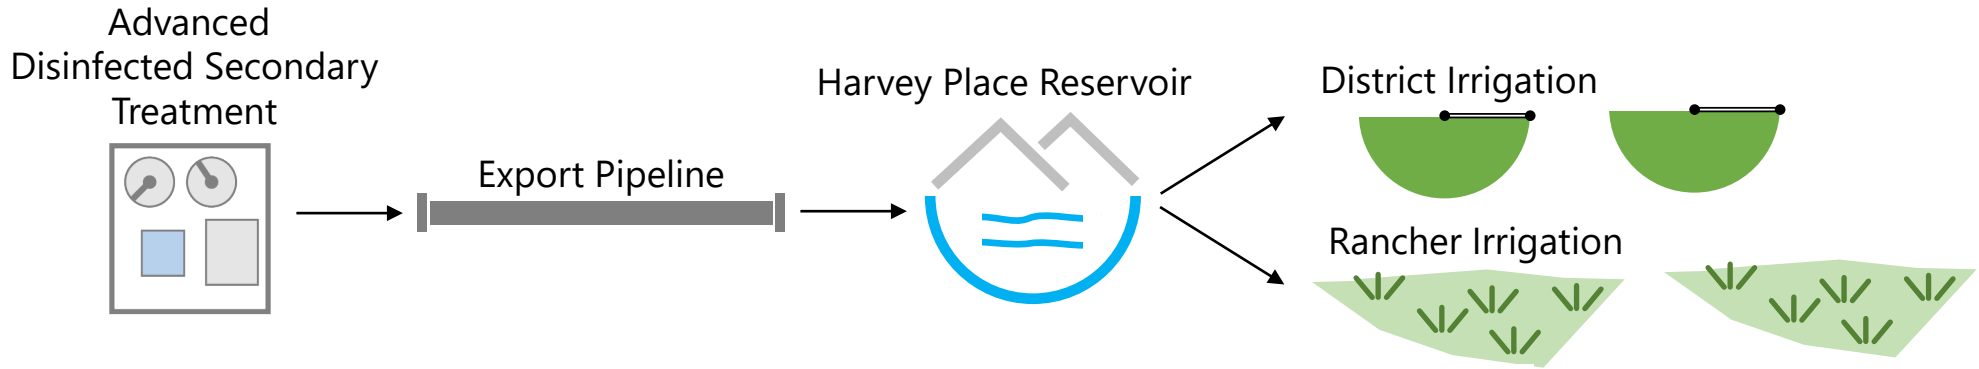 Advanced
Disinfected Secondary
Treatment
Export Pipeline
Harvey Place Reservoir
District Irrigation
Rancher Irrigation